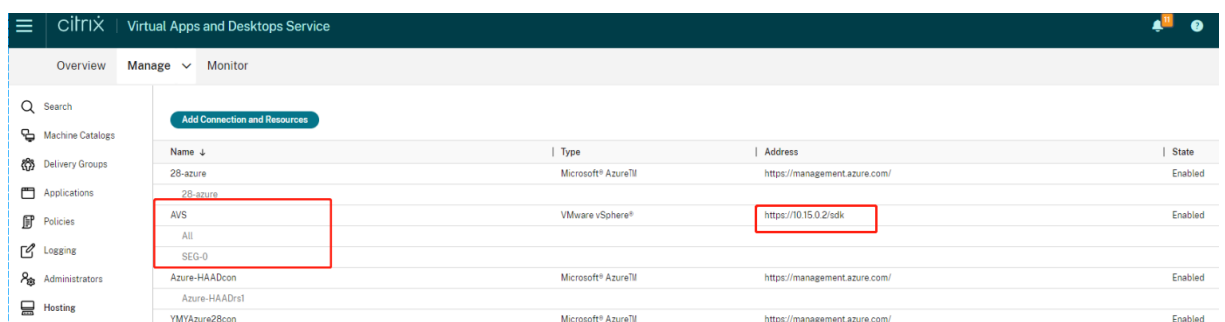 citrix | Virtual Apps and Desktops Service
11
?
Overview Manage Monitor
Search
Machine Catalogs
Delivery Groups
Applications
Policies
Logging
Administrators
Hosting
Add Connection and Resources
Name ↓ | Type | Address | State
28-azure Microsoft® Azure™ https://management.azure.com/ Enabled
28-azure
AVS VMware vSphere® https://10.15.0.2/sdk Enabled
All
SEG-0
Azure-HAADcon Microsoft® Azure™ https://management.azure.com/ Enabled
Azure-HAADrs1
YMYAzure28con Microsoft® Azure™ https://management.azure.com/ Enabled